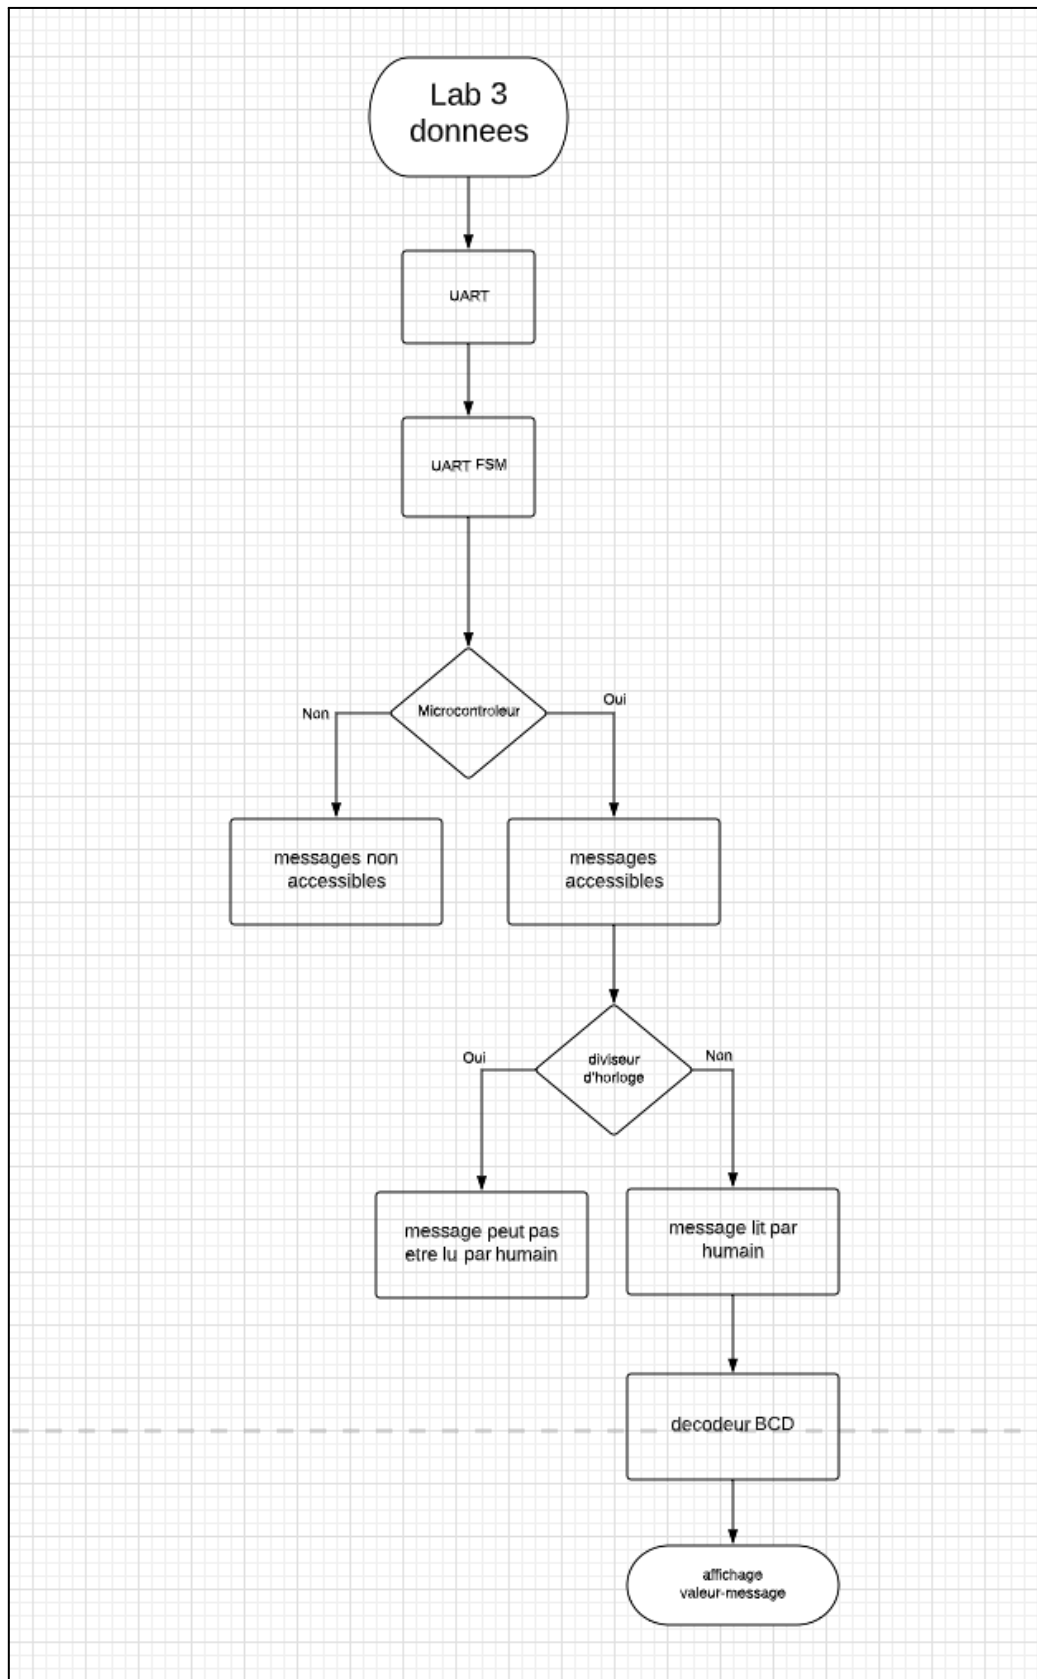 Lab 3
donnees
UART
UART FSM
Microcontroleur
Non
Oui
messages non
accessibles
messages
accessibles
diviseur
d'horloge
Oui
Non
message peut pas
etre lu par humain
message lit par
humain
decodeur BCD
affichage
valeur-message